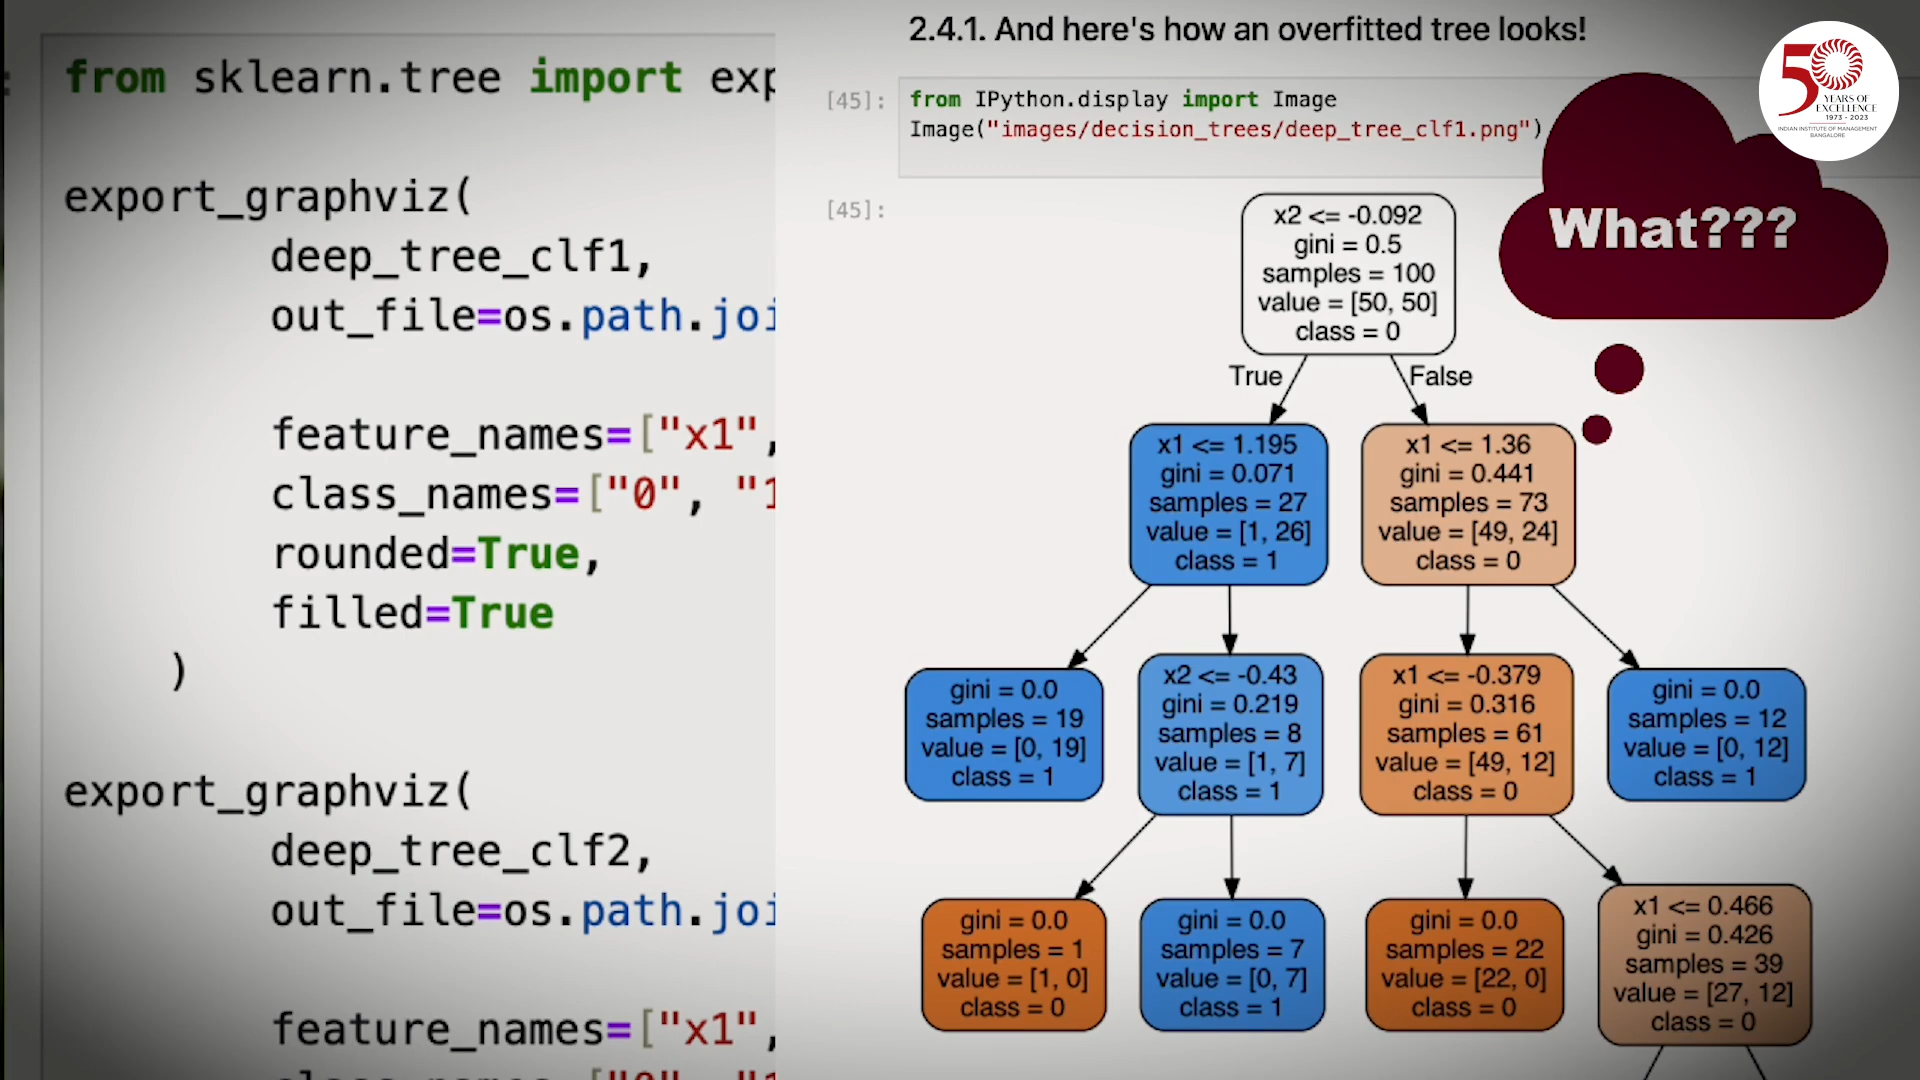 from sklearn.tree import exp
export_graphviz(
deep_tree_clf1,
out_file=os.path.joi
feature_names=["x1",
class_names=["0", "1
rounded=True,
filled=True
)
export_graphviz(
deep_tree_clf2,
out_file=os.path.joi
feature_names=["x1",
2.4.1. And here's how an overfitted tree looks!
[45]:
from IPython.display import Image
Image("images/decision_trees/deep_tree_clf1.png")
[45]:
50
YEARS OF
EXCELLENCE
1973 - 2023
INDIAN INSTITUTE OF MANAGEMENT
BANGALORE
What???
x2 <= -0.092
gini = 0.5
samples = 100
value = [50, 50]
class = 0
True
False
x1 <= 1.195
gini = 0.071
samples = 27
value = [1, 26]
class = 1
x1 <= 1.36
gini = 0.441
samples = 73
value = [49, 24]
class = 0
gini = 0.0
samples = 19
value = [0, 19]
class = 1
x2 <= -0.43
gini = 0.219
samples = 8
value = [1, 7]
class = 1
x1 <= -0.379
gini = 0.316
samples = 61
value = [49, 12]
class = 0
gini = 0.0
samples = 12
value = [0, 12]
class = 1
gini = 0.0
samples = 1
value = [1, 0]
class = 0
gini = 0.0
samples = 7
value = [0, 7]
class = 1
gini = 0.0
samples = 22
value = [22, 0]
class = 0
x1 <= 0.466
gini = 0.426
samples = 39
value = [27, 12]
class = 0